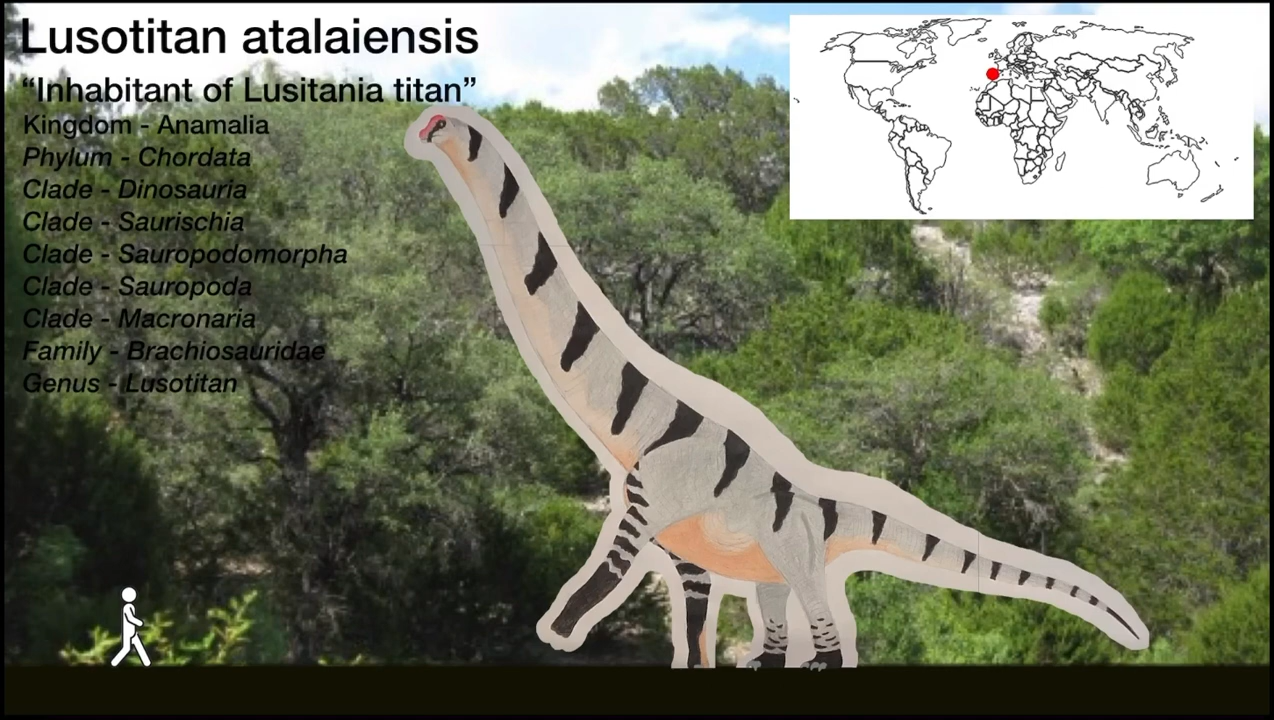 Lusotitan atalaiensis
“Inhabitant of Lusitania titan”
Kingdom - Anamalia
Phylum - Chordata
Clade - Dinosauria
Clade - Saurischia
Clade - Sauropodomorpha
Clade - Sauropoda
Clade - Macronaria
Family - Brachiosauridae
Genus - Lusotitan